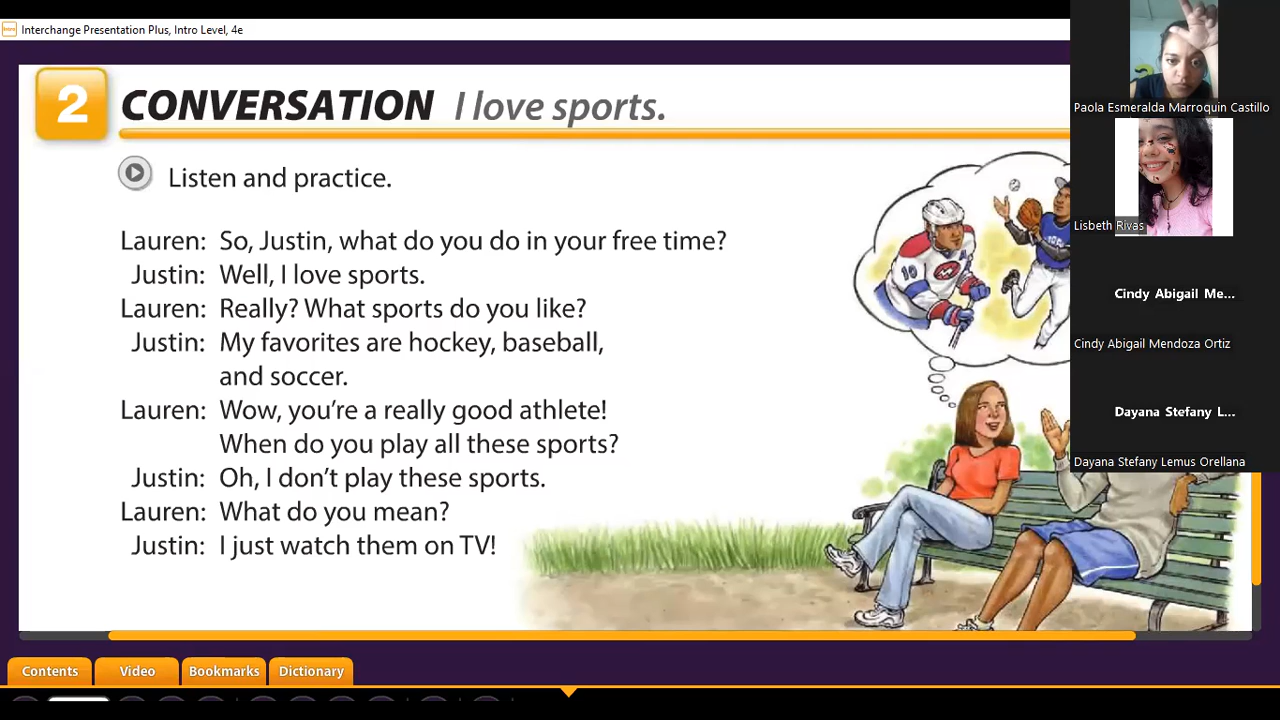 Interchange Presentation Plus, Intro Level, 4e
2 CONVERSATION I love sports.
Listen and practice.
Lauren: So, Justin, what do you do in your free time?
Justin: Well, I love sports.
Lauren: Really? What sports do you like?
Justin: My favorites are hockey, baseball,
and soccer.
Lauren: Wow, you're a really good athlete!
When do you play all these sports?
Justin: Oh, I don't play these sports.
Lauren: What do you mean?
Justin: I just watch them on TV!
10
Paola Esmeralda Marroquin Castillo
Lisbeth Rivas
Cindy Abigail Me...
Cindy Abigail Mendoza Ortiz
Dayana Stefany L...
Dayana Stefany Lemus Orellana
Contents Video Bookmarks Dictionary